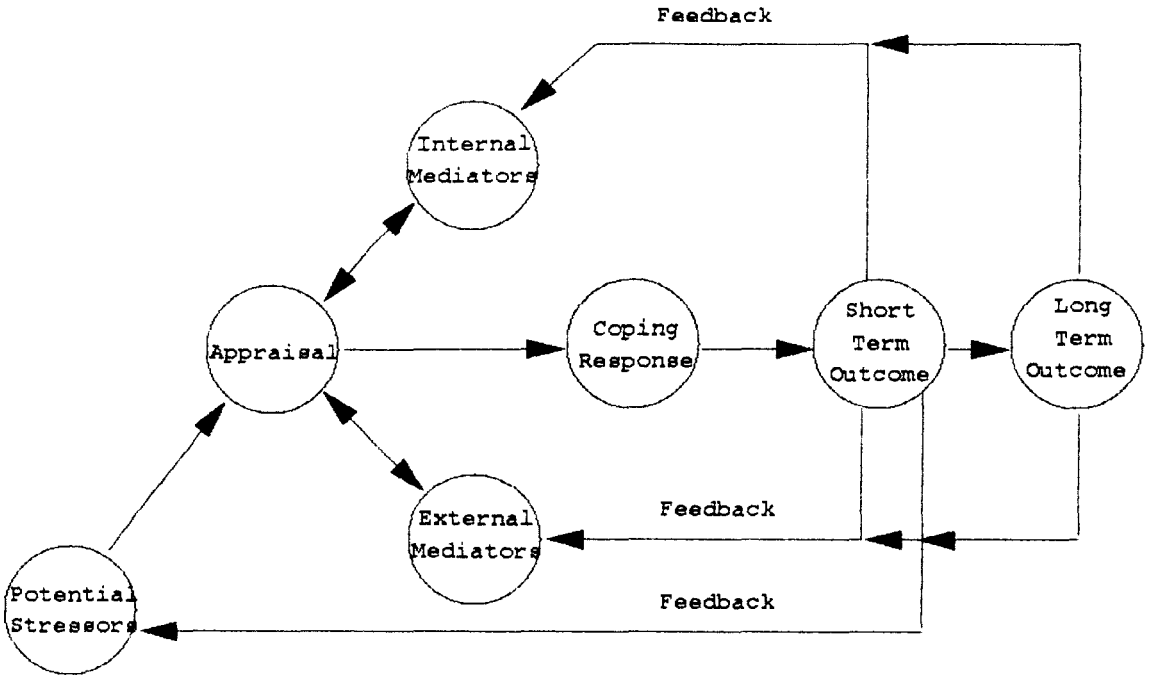 Feedback
Internal
Mediators
Appraisal
Coping
Response
Short
Term
Outcome
Long
Term
Outcome
External
Mediators
Feedback
Potential
Stressors
Feedback